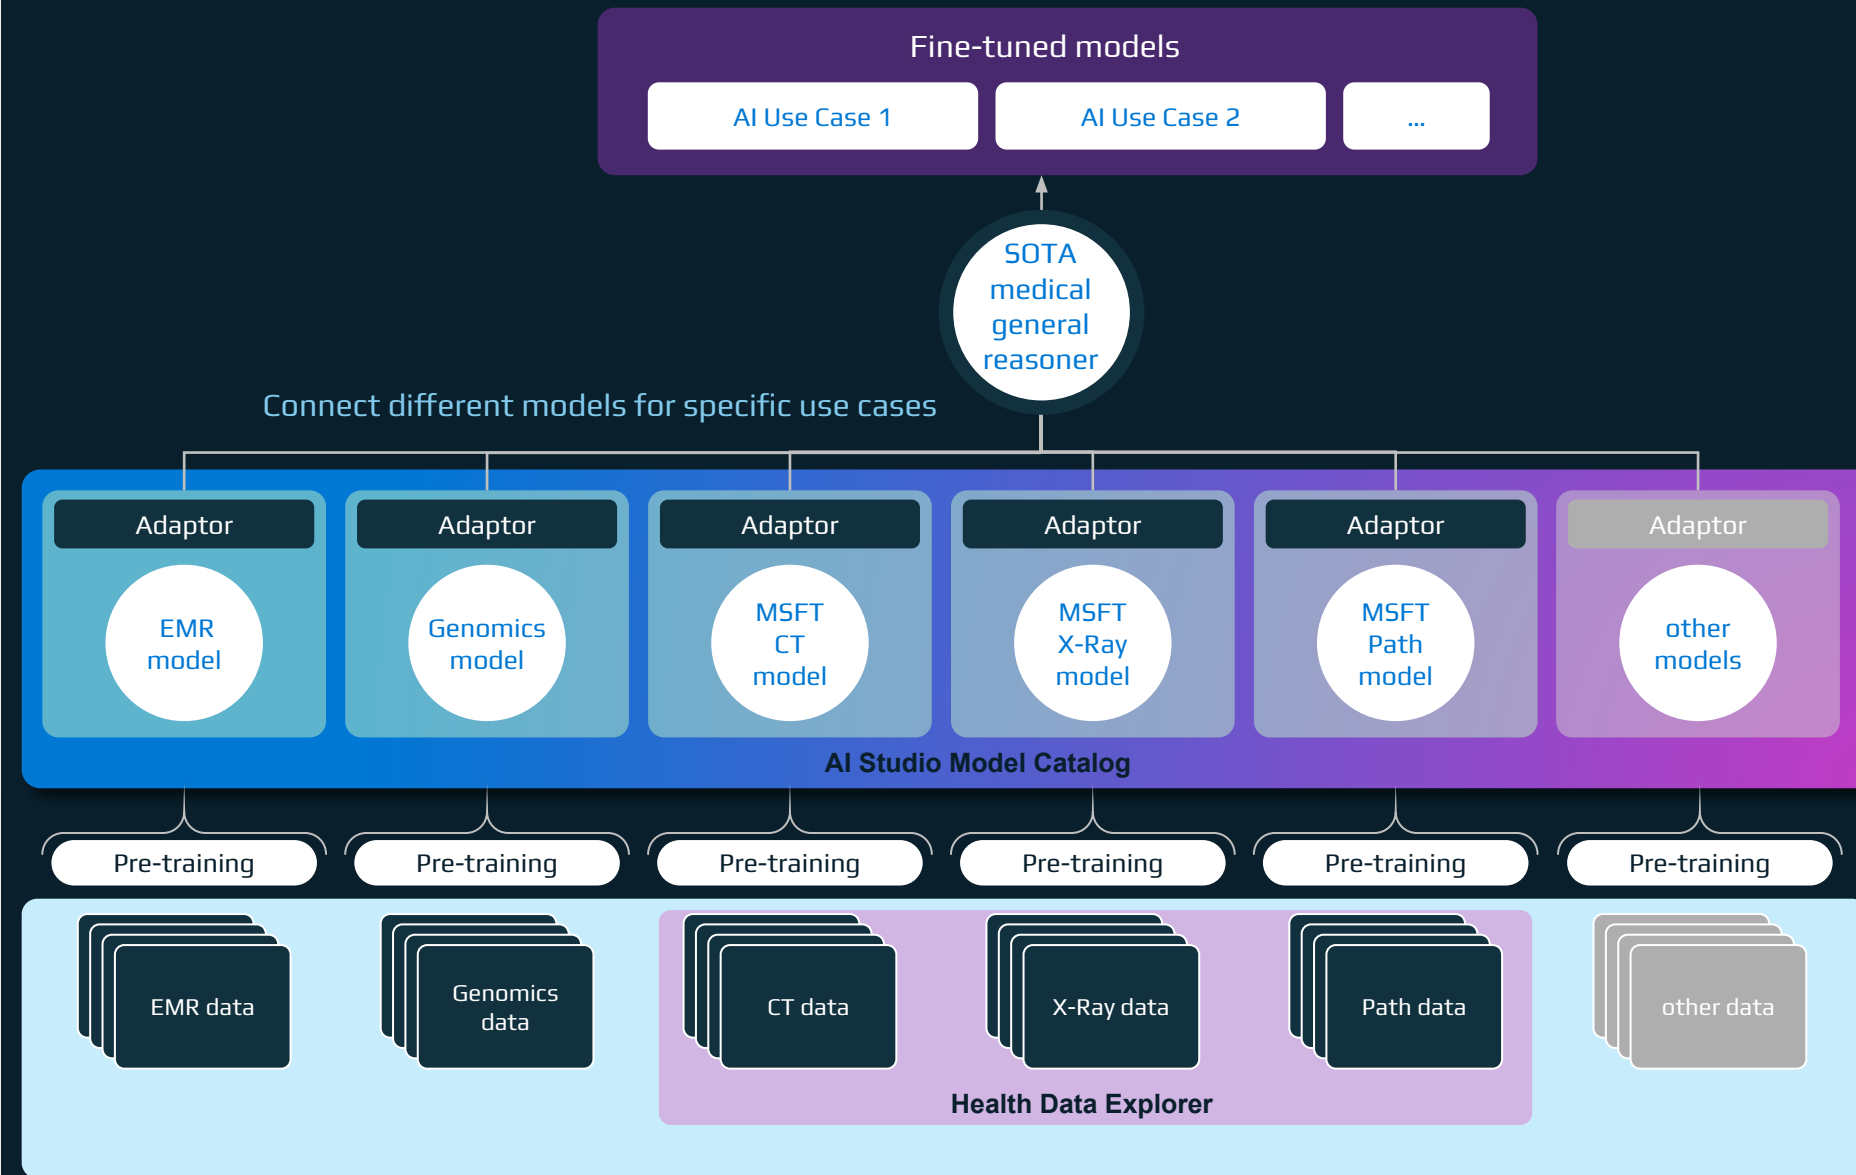 Fine-tuned models
AI Use Case 1
AI Use Case 2
...
SOTA
medical
general
reasoner
Connect different models for specific use cases
Adaptor
Adaptor
Adaptor
Adaptor
Adaptor
Adaptor
EMR
model
Genomics
model
MSFT
CT
model
MSFT
X-Ray
model
MSFT
Path
model
other
models
AI Studio Model Catalog
Pre-training
Pre-training
Pre-training
Pre-training
Pre-training
Pre-training
EMR data
Genomics
data
CT data
X-Ray data
Path data
other data
Health Data Explorer